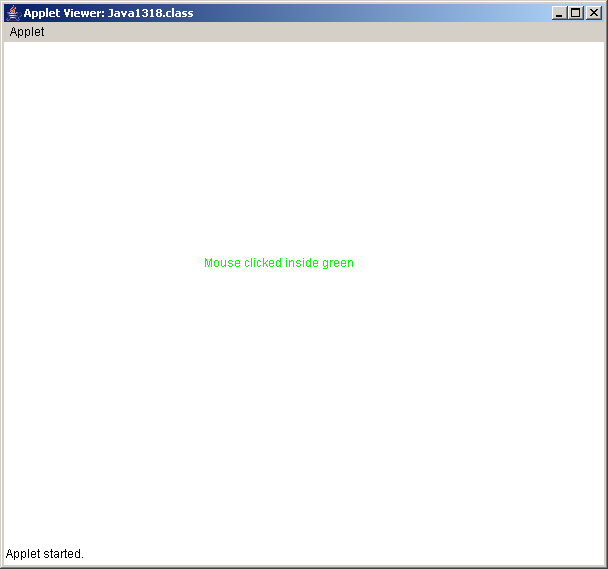 Applet Viewer: Java1318.class
Applet
Mouse clicked inside green
Applet started.